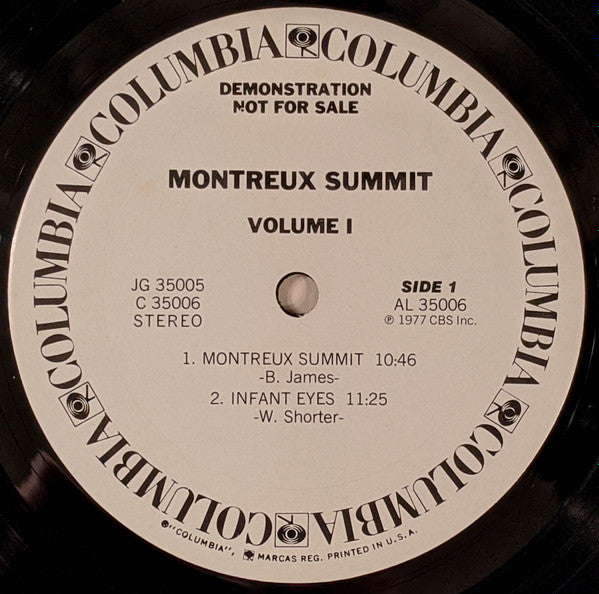 COLUMBIA COLUMBIA COLUMBIA COLUMBIA COLUMBIA COLUMBIA COLUMBIA COLUMBIA
DEMONSTRATION
NOT FOR SALE
MONTREUX SUMMIT
VOLUME I
JG 35005
C 35006
STEREO
SIDE 1
AL 35006
℗ 1977 CBS Inc.
1. MONTREUX SUMMIT 10:46
-B. James-
2. INFANT EYES 11:25
-W. Shorter-
"COLUMBIA", MARCAS REG. PRINTED IN U.S.A.